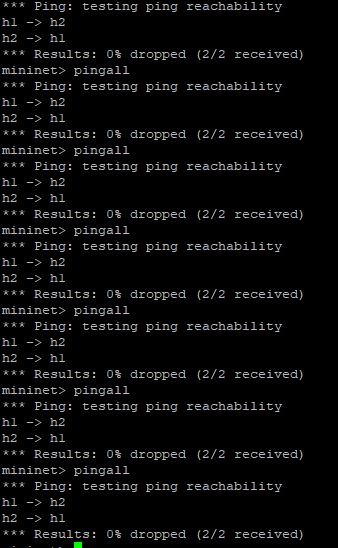 *** Ping: testing ping reachability
h1 -> h2
h2 -> h1
*** Results: 0% dropped (2/2 received)
mininet> pingall
*** Ping: testing ping reachability
h1 -> h2
h2 -> h1
*** Results: 0% dropped (2/2 received)
mininet> pingall
*** Ping: testing ping reachability
h1 -> h2
h2 -> h1
*** Results: 0% dropped (2/2 received)
mininet> pingall
*** Ping: testing ping reachability
h1 -> h2
h2 -> h1
*** Results: 0% dropped (2/2 received)
mininet> pingall
*** Ping: testing ping reachability
h1 -> h2
h2 -> h1
*** Results: 0% dropped (2/2 received)
mininet> pingall
*** Ping: testing ping reachability
h1 -> h2
h2 -> h1
*** Results: 0% dropped (2/2 received)
mininet> pingall
*** Ping: testing ping reachability
h1 -> h2
h2 -> h1
*** Results: 0% dropped (2/2 received)
mininet>